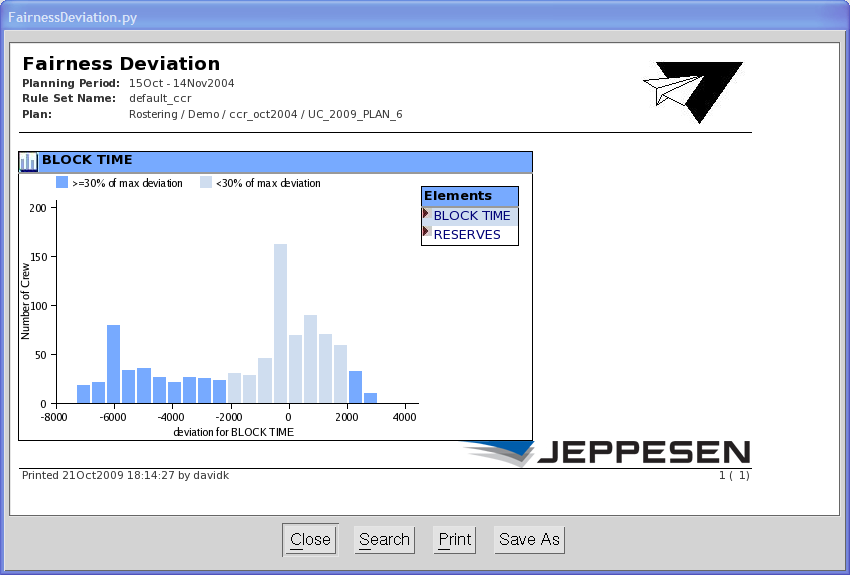 FairnessDeviation.py
Fairness Deviation
Planning Period: 15Oct - 14Nov2004
Rule Set Name: default_ccr
Plan: Rostering / Demo / ccr_oct2004 / UC_2009_PLAN_6
BLOCK TIME
>=30% of max deviation <30% of max deviation
Elements
BLOCK TIME
RESERVES
Number of Crew
200
150
100
50
0
-8000 -6000 -4000 -2000 0 2000 4000
deviation for BLOCK TIME
JEPPESEN
Printed 21Oct2009 18:14:27 by davidk 1 ( 1)
Close Search Print Save As